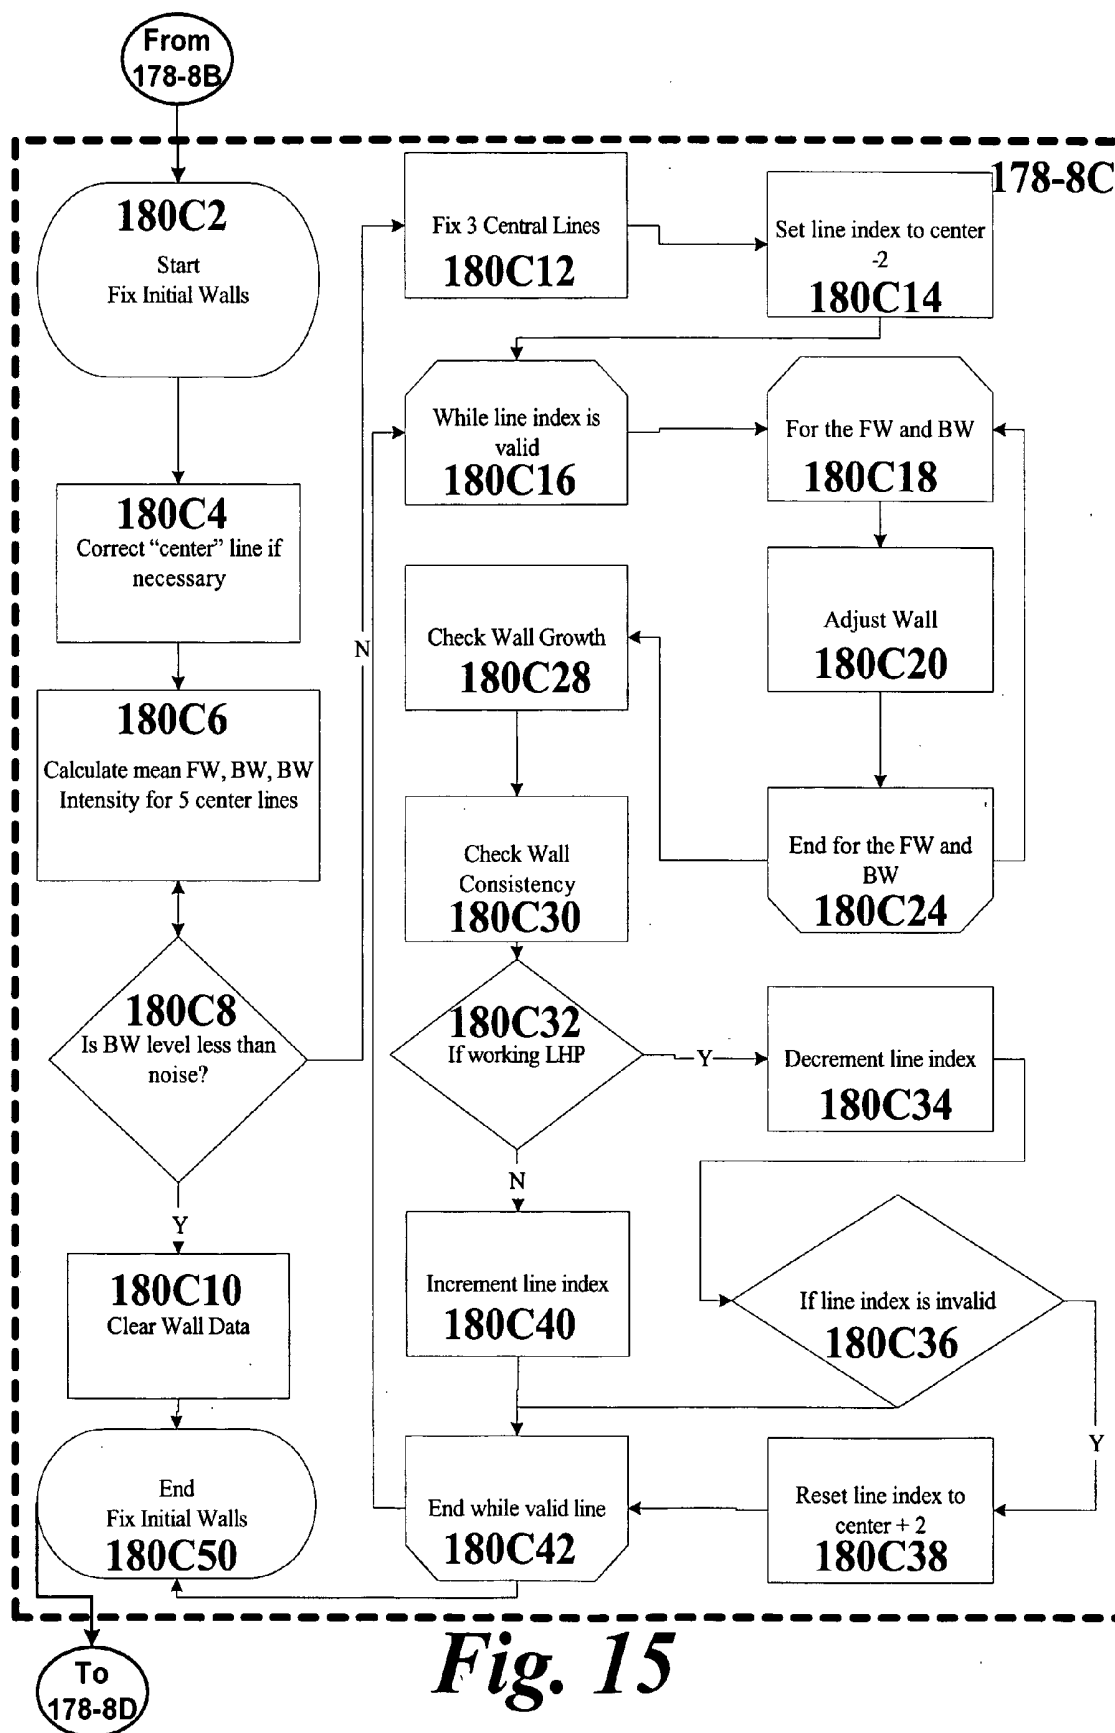 From
178-8B
178-8C
180C2
Start
Fix Initial Walls
180C4
Correct “center” line if
necessary
180C6
Calculate mean FW, BW, BW
Intensity for 5 center lines
180C8
Is BW level less than
noise?
Y
180C10
Clear Wall Data
End
Fix Initial Walls
180C50
N
Fix 3 Central Lines
180C12
Set line index to center
-2
180C14
While line index is
valid
180C16
For the FW and BW
180C18
Adjust Wall
180C20
End for the FW and
BW
180C24
Check Wall Growth
180C28
Check Wall
Consistency
180C30
180C32
If working LHP
Y
Decrement line index
180C34
N
Increment line index
180C40
If line index is invalid
180C36
Y
Reset line index to
center + 2
180C38
End while valid line
180C42
To
178-8D
Fig. 15